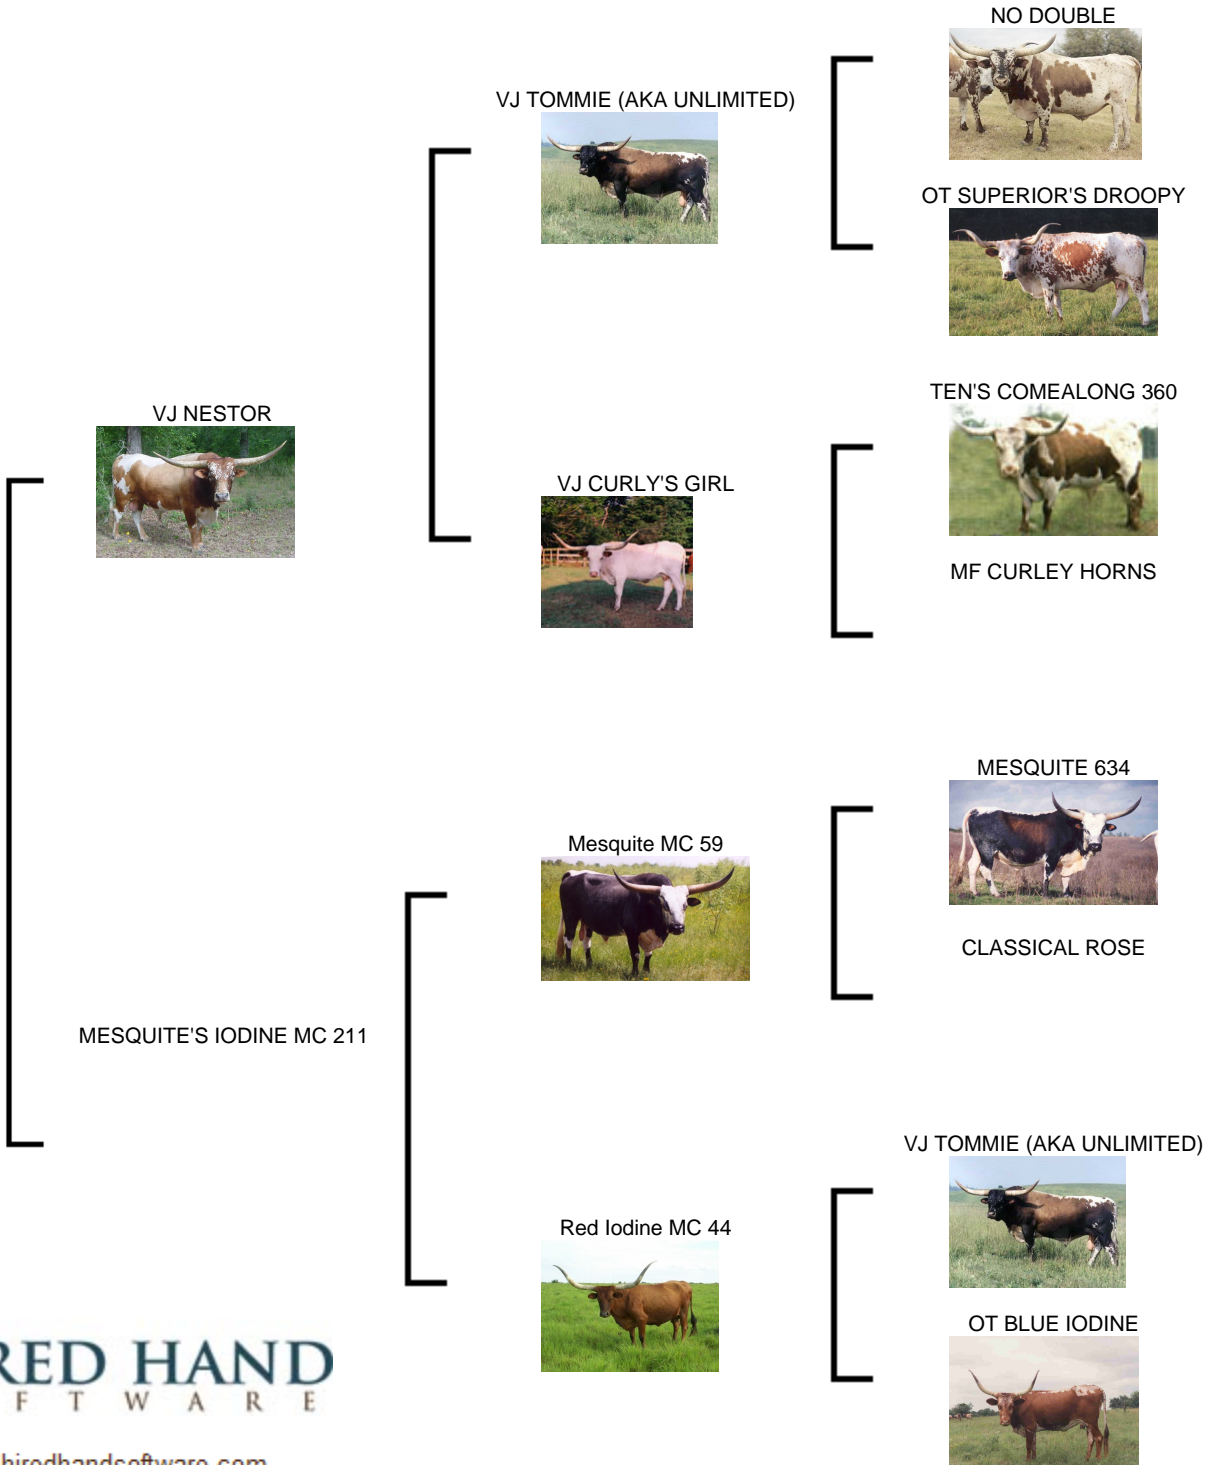 NO DOUBLE
VJ TOMMIE (AKA UNLIMITED)
OT SUPERIOR'S DROOPY
TEN'S COMEALONG 360
VJ NESTOR
VJ CURLY'S GIRL
MF CURLEY HORNS
MESQUITE 634
Mesquite MC 59
CLASSICAL ROSE
MESQUITE'S IODINE MC 211
VJ TOMMIE (AKA UNLIMITED)
Red Iodine MC 44
OT BLUE IODINE
RED HAND
F T W A R E
hiredhandsoftware.com